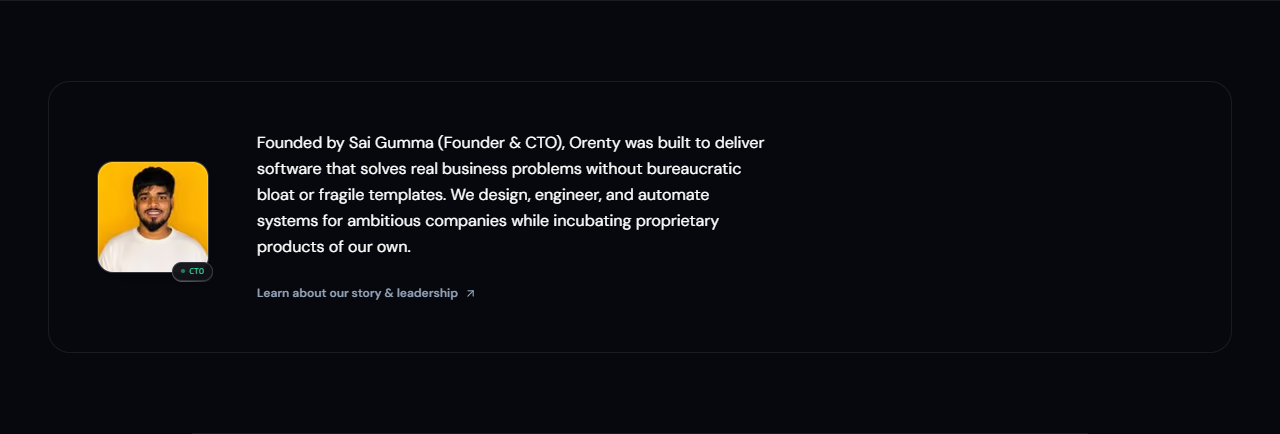 Founded by Sai Gumma (Founder & CTO), Orenty was built to deliver
software that solves real business problems without bureaucratic
bloat or fragile templates. We design, engineer, and automate
systems for ambitious companies while incubating proprietary
products of our own.
CTO
Learn about our story & leadership ↗